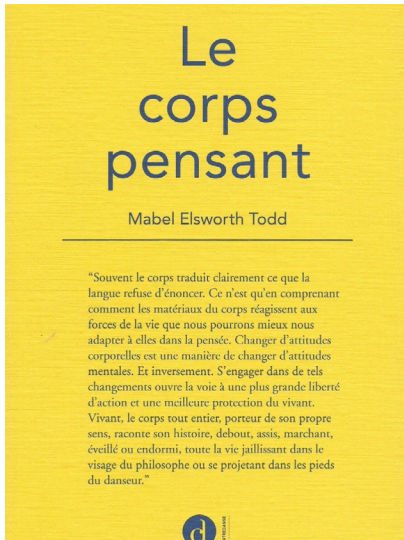 Le
corps
pensant
Mabel Elsworth Todd
“Souvent le corps traduit clairement ce que la
langue refuse d’énoncer. Ce n’est qu’en comprenant
comment les matériaux du corps réagissent aux
forces de la vie que nous pourrons mieux nous
adapter à elles dans la pensée. Changer d’attitudes
corporelles est une manière de changer d’attitudes
mentales. Et inversement. S’engager dans de tels
changements ouvre la voie à une plus grande liberté
d’action et une meilleure protection du vivant.
Vivant, le corps tout entier, porteur de son propre
sens, raconte son histoire, debout, assis, marchant,
éveillé ou endormi, toute la vie jaillissant dans le
visage du philosophe ou se projetant dans les pieds
du danseur.”
d